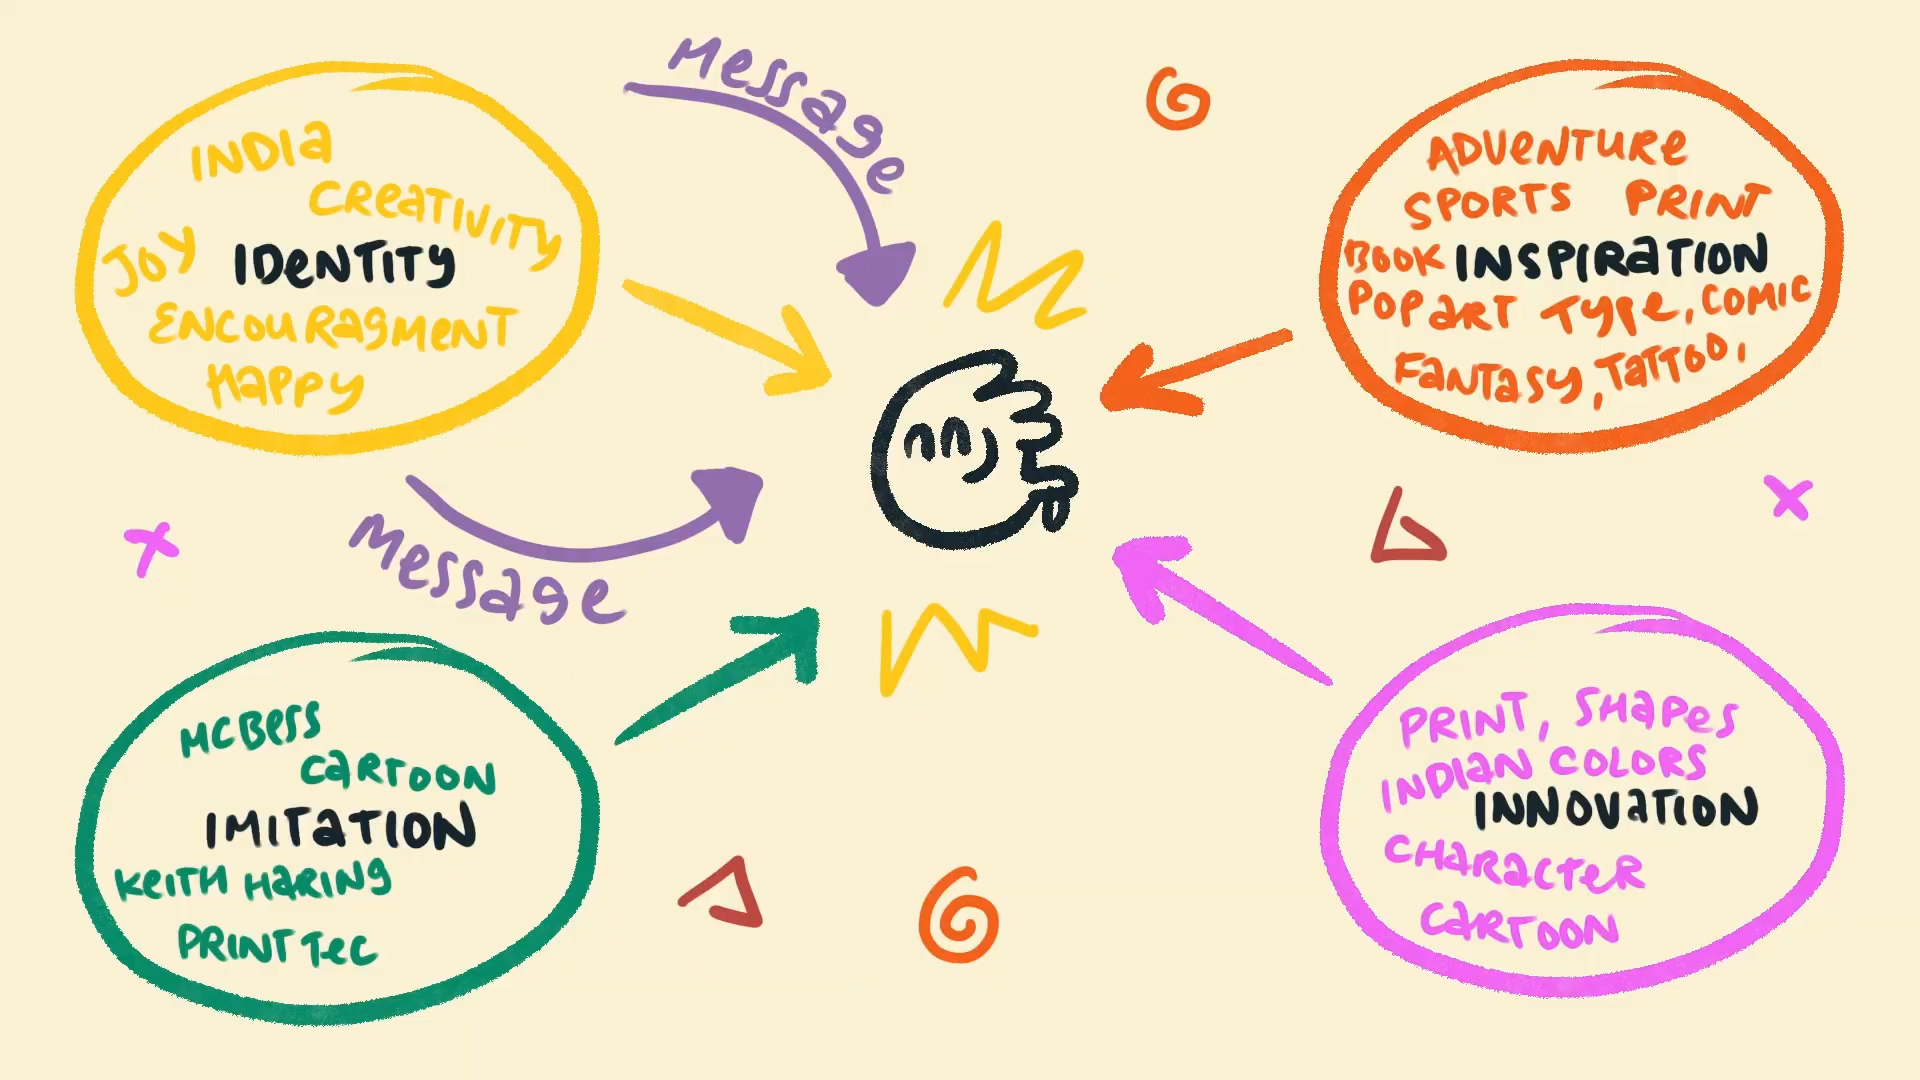 Message
INDIA
CREATIVITY
JOY
IDENTITY
ENCOURAGMENT
HAPPY
ADVENTURE
SPORTS PRINT
BOOK INSPIRATION
POP ART TYPE, COMIC
FANTASY, TATTOO,
Message
MCBESS
CARTOON
IMITATION
KEITH HARING
PRINT TEC
PRINT, SHAPES
INDIAN COLORS
INNOVATION
CHARACTER
CARTOON